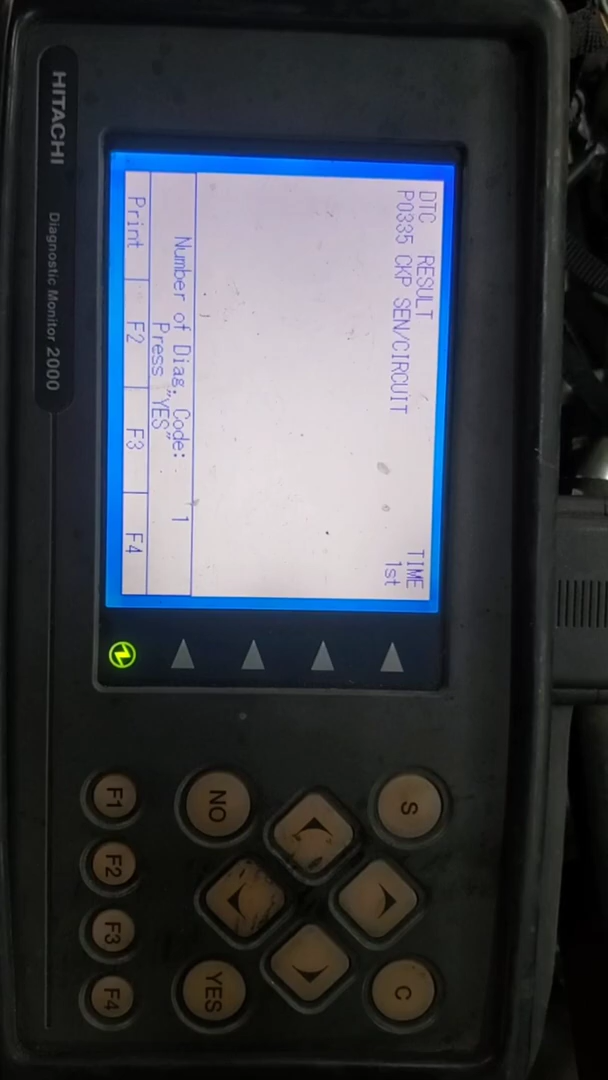 HITACHI Diagnostic Monitor 2000
DTC RESULT TIME
P0335 CKP SEN/CIRCUIT 1st
Number of Diag. Code: 1
Press "YES"
Print F2 F3 F4
S C
NO YES
F1 F2 F3 F4